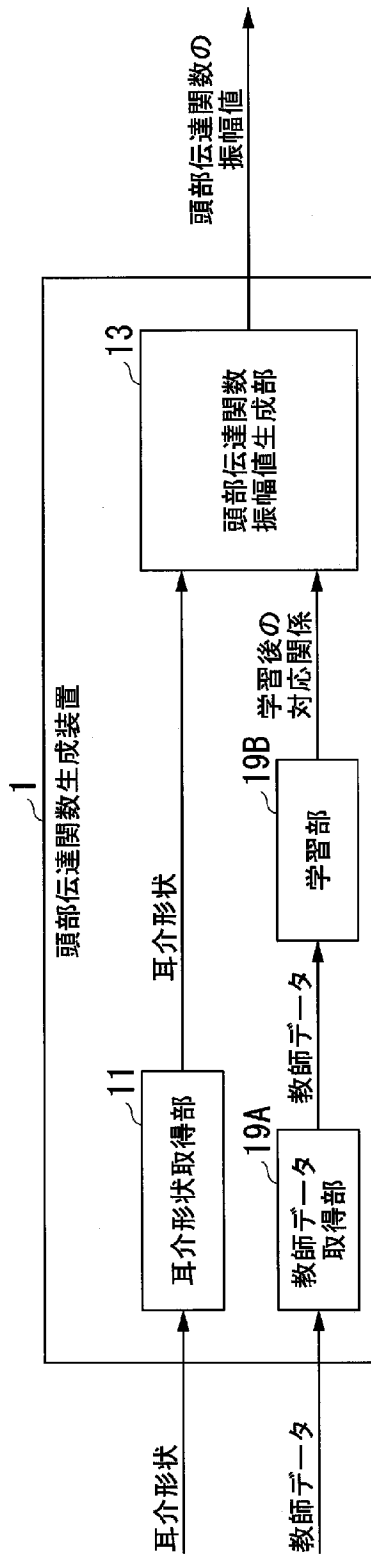 1
頭部伝達関数生成装置
耳介形状
11
耳介形状取得部
耳介形状
13
頭部伝達関数
振幅値生成部
頭部伝達関数の
振幅値
教師データ
19A
教師データ
取得部
教師データ
19B
学習部
学習後の
対応関係